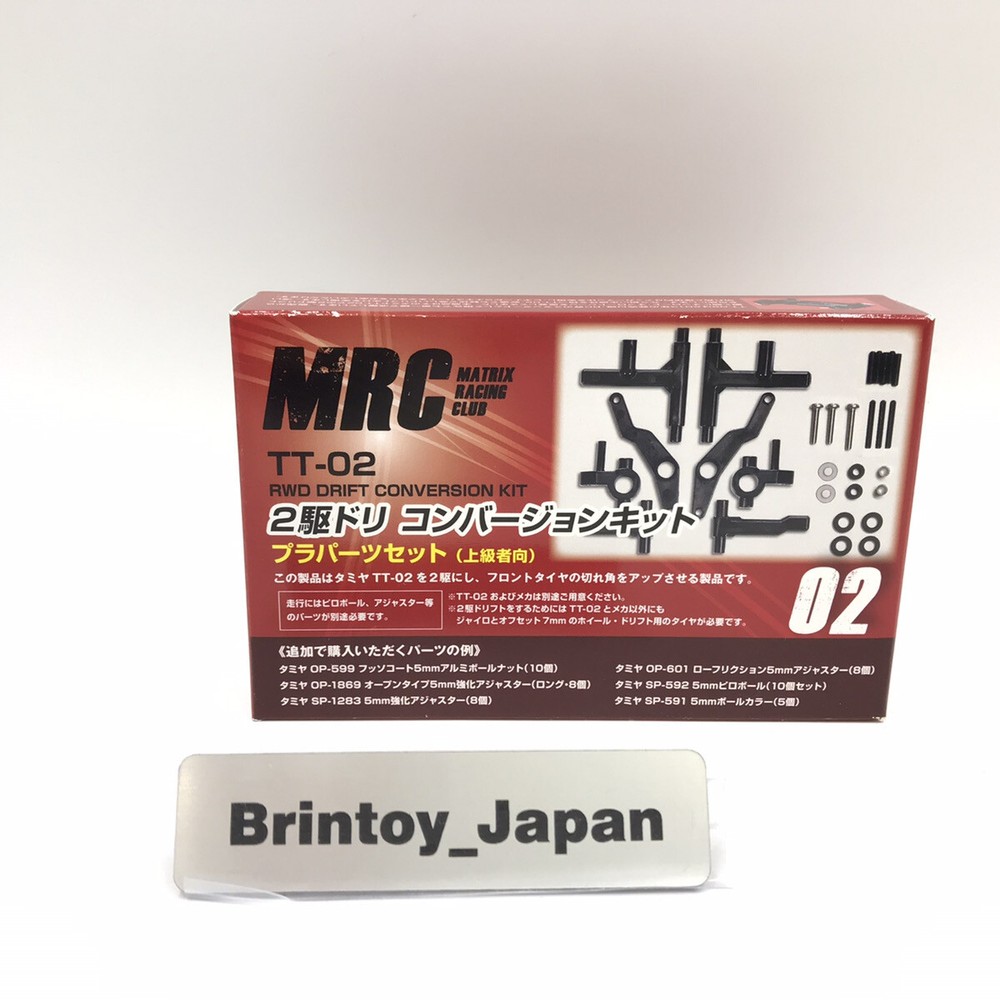 MRC
MATRIX
RACING
CLUB
TT-02
RWD DRIFT CONVERSION KIT
2駆ドリ コンバージョンキット
プラパーツセット（上級者向）
この製品はタミヤ TT-02 を2駆にし、フロントタイヤの切れ角をアップさせる製品です。
走行にはピロボール、アジャスター等
のパーツが別途必要です。
※TT-02 およびメカは別途ご用意ください。
※2駆ドリフトをするためには TT-02 とメカ以外にも
ジャイロとオフセット7mmのホイール・ドリフト用のタイヤが必要です。
02
《追加で購入いただくパーツの例》
タミヤ OP-599 フッソコート5mmアルミボールナット(10個)
タミヤ OP-1869 オープンタイプ5mm強化アジャスター(ロング・8個)
タミヤ SP-1283 5mm強化アジャスター(8個)
タミヤ OP-601 ローフリクション5mmアジャスター(8個)
タミヤ SP-592 5mmピロボール(10個セット)
タミヤ SP-591 5mmボールカラー(5個)
Brintoy_Japan